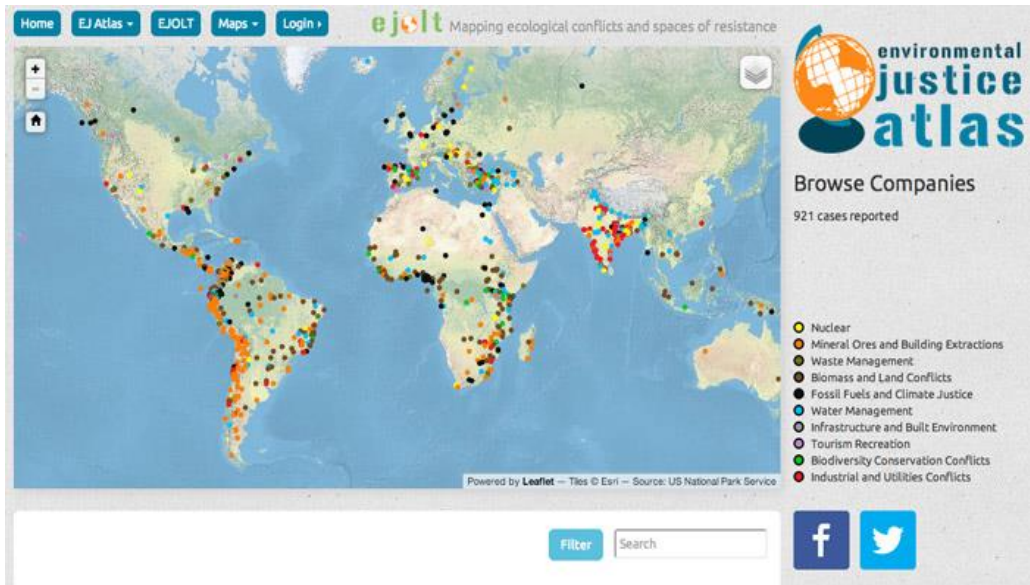 Home
EJ Atlas
EJOLT
Maps
Login
ejolt Mapping ecological conflicts and spaces of resistance
+
−
environmental
justice
atlas
Browse Companies
921 cases reported
Nuclear
Mineral Ores and Building Extractions
Waste Management
Biomass and Land Conflicts
Fossil Fuels and Climate Justice
Water Management
Infrastructure and Built Environment
Tourism Recreation
Biodiversity Conservation Conflicts
Industrial and Utilities Conflicts
Powered by Leaflet — Tiles © Esri — Source: US National Park Service
Filter
Search
f